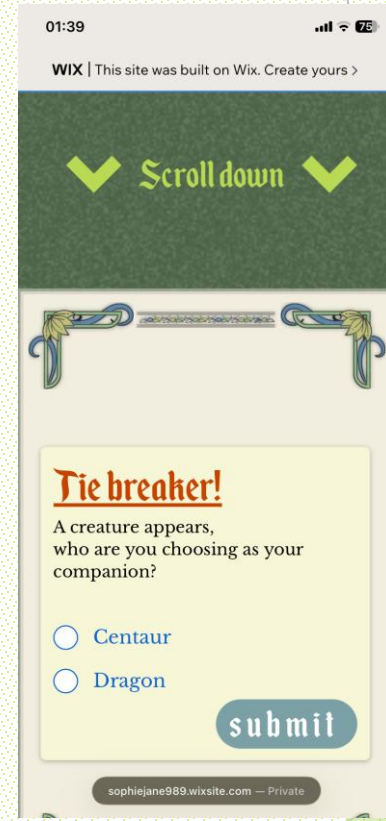 01:39
75
WIX | This site was built on Wix. Create yours >
Scroll down
Tie breaker!
A creature appears,
who are you choosing as your
companion?
Centaur
Dragon
submit
sophiejane989.wixsite.com — Private